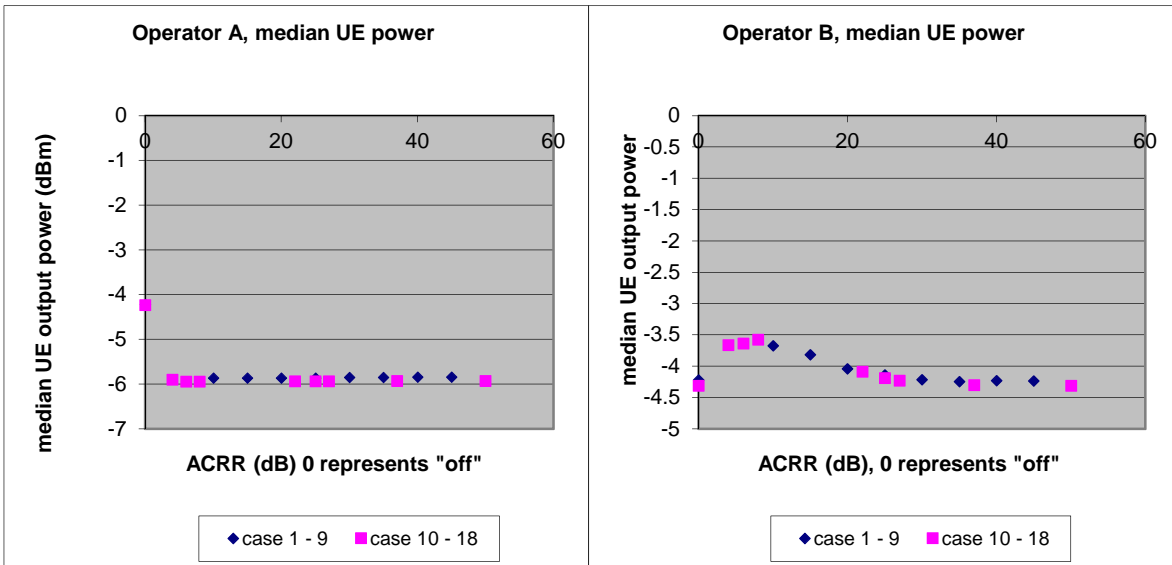 Operator A, median UE power
median UE output power (dBm)
0
-1
-2
-3
-4
-5
-6
-7
0 20 40 60
ACRR (dB) 0 represents "off"
case 1 - 9 case 10 - 18
Operator B, median UE power
median UE output power
0
-0.5
-1
-1.5
-2
-2.5
-3
-3.5
-4
-4.5
-5
0 20 40 60
ACRR (dB), 0 represents "off"
case 1 - 9 case 10 - 18